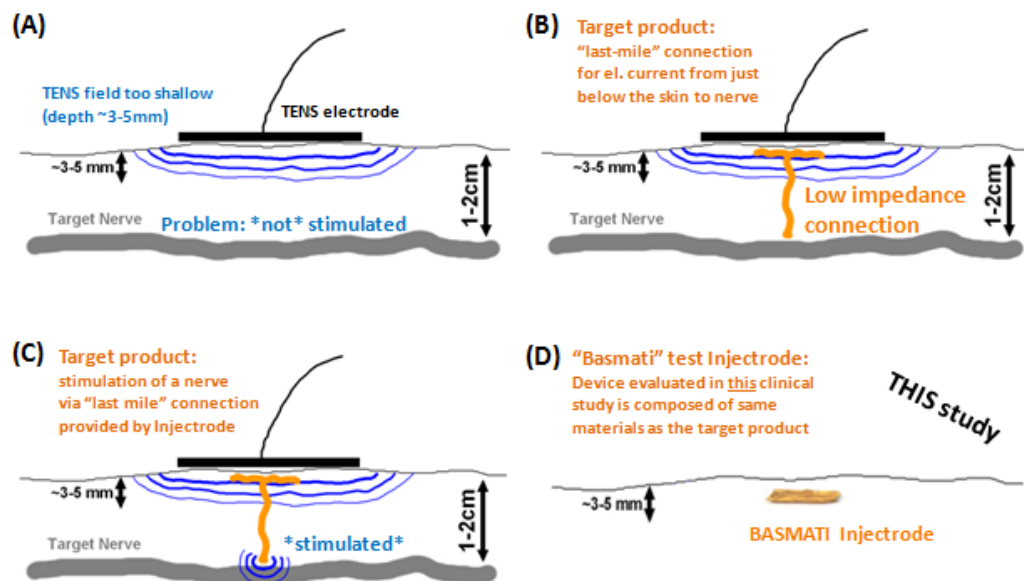 (A)
TENS field too shallow
(depth ~3-5mm)
TENS electrode
~3-5 mm
1-2cm
Target Nerve
Problem: *not* stimulated
(B)
Target product:
“last-mile” connection
for el. current from just
below the skin to nerve
~3-5 mm
1-2cm
Low impedance
connection
Target Nerve
(C)
Target product:
stimulation of a nerve
via “last mile” connection
provided by Injectrode
~3-5 mm
1-2cm
Target Nerve
*stimulated*
(D)
“Basmati” test Injectrode:
Device evaluated in this clinical
study is composed of same
materials as the target product
THIS study
~3-5 mm
BASMATI Injectrode